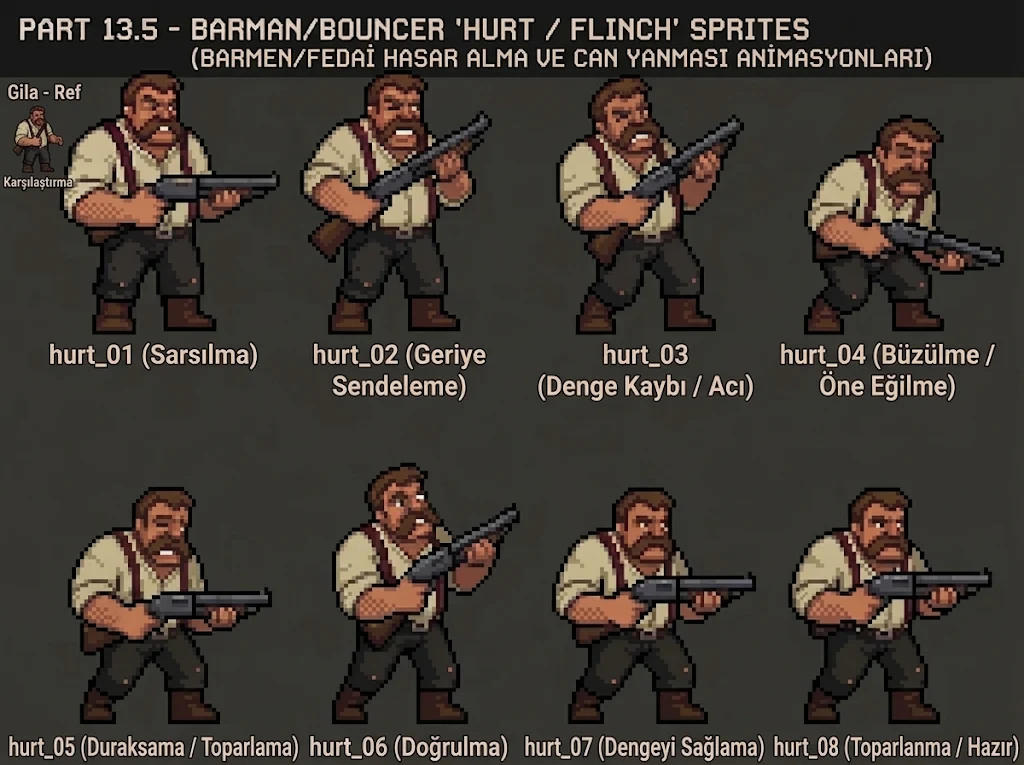 PART 13.5 - BARMAN/BOUNCER 'HURT / FLINCH' SPRITES
(BARMEN/FEDAİ HASAR ALMA VE CAN YANMASI ANİMASYONLARI)
Gila - Ref
Karşılaştırma
hurt_01 (Sarsılma)
hurt_02 (Geriye
Sendeleme)
hurt_03
(Denge Kaybı / Acı)
hurt_04 (Büzülme /
Öne Eğilme)
hurt_05 (Duraksama / Toparlama)
hurt_06 (Doğrulma)
hurt_07 (Dengeyi Sağlama)
hurt_08 (Toparlanma / Hazır)